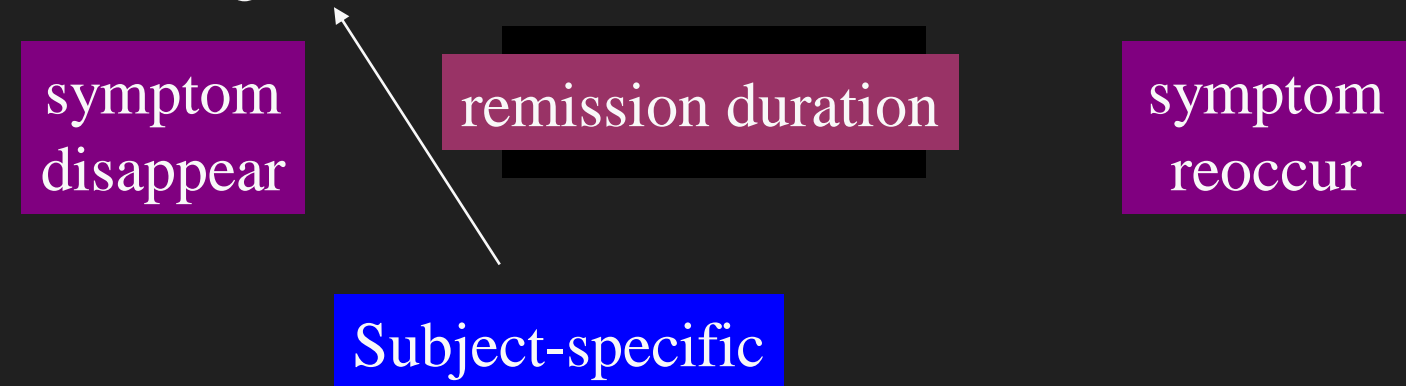 symptom
disappear
remission duration
symptom
reoccur
Subject-specific